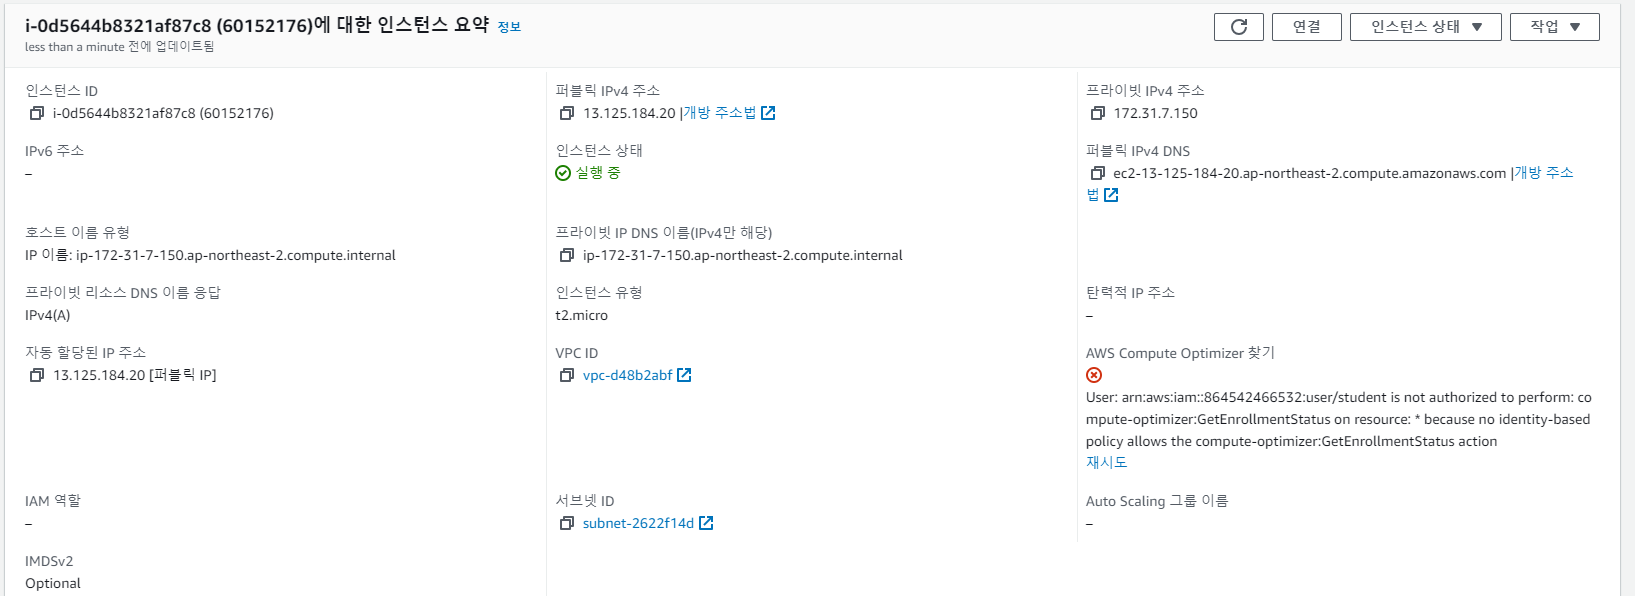 i-0d5644b8321af87c8 (60152176)에 대한 인스턴스 요약 정보
less than a minute 전에 업데이트됨
연결
인스턴스 상태
작업
인스턴스 ID
i-0d5644b8321af87c8 (60152176)
퍼블릭 IPv4 주소
13.125.184.20 |개방 주소법
프라이빗 IPv4 주소
172.31.7.150
IPv6 주소
–
인스턴스 상태
실행 중
퍼블릭 IPv4 DNS
ec2-13-125-184-20.ap-northeast-2.compute.amazonaws.com |개방 주소
법
호스트 이름 유형
IP 이름: ip-172-31-7-150.ap-northeast-2.compute.internal
프라이빗 IP DNS 이름(IPv4만 해당)
ip-172-31-7-150.ap-northeast-2.compute.internal
프라이빗 리소스 DNS 이름 응답
IPv4(A)
인스턴스 유형
t2.micro
탄력적 IP 주소
–
자동 할당된 IP 주소
13.125.184.20 [퍼블릭 IP]
VPC ID
vpc-d48b2abf
AWS Compute Optimizer 찾기
User: arn:aws:iam::864542466532:user/student is not authorized to perform: co
mpute-optimizer:GetEnrollmentStatus on resource: * because no identity-based
policy allows the compute-optimizer:GetEnrollmentStatus action
재시도
IAM 역할
–
서브넷 ID
subnet-2622f14d
Auto Scaling 그룹 이름
–
IMDSv2
Optional